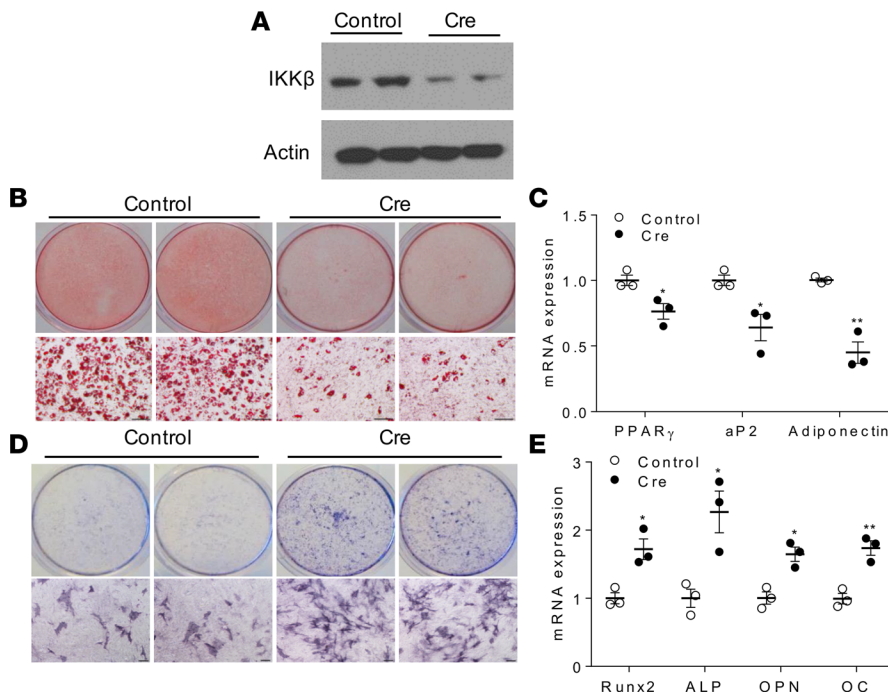 A
Control Cre
IKKβ
Actin
B
Control Cre
C
Control
Cre
mRNA expression
1.5
1.0
0.5
0.0
*
*
**
PPARγ aP2 Adiponectin
D
Control Cre
E
Control
Cre
mRNA expression
3
2
1
0
*
*
*
**
Runx2 ALP OPN OC